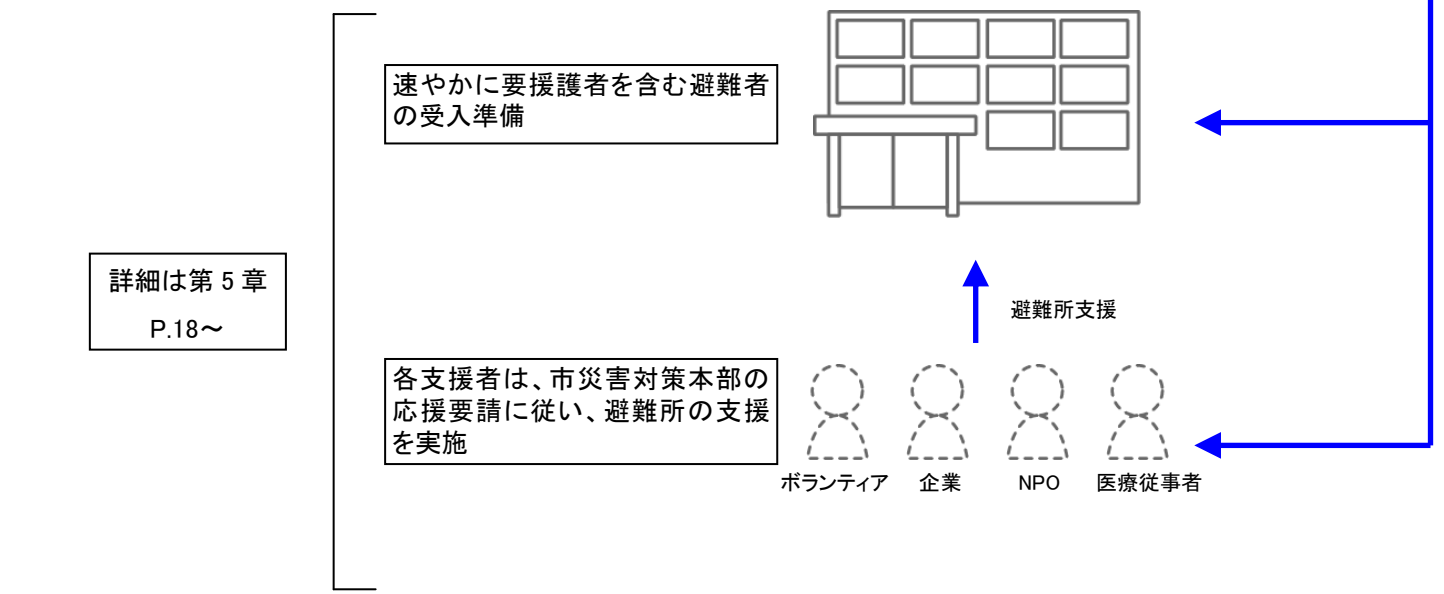 速やかに要援護者を含む避難者
の受入準備
詳細は第 5 章
P.18～
避難所支援
各支援者は、市災害対策本部の
応援要請に従い、避難所の支援
を実施
ボランティア 企業 NPO 医療従事者